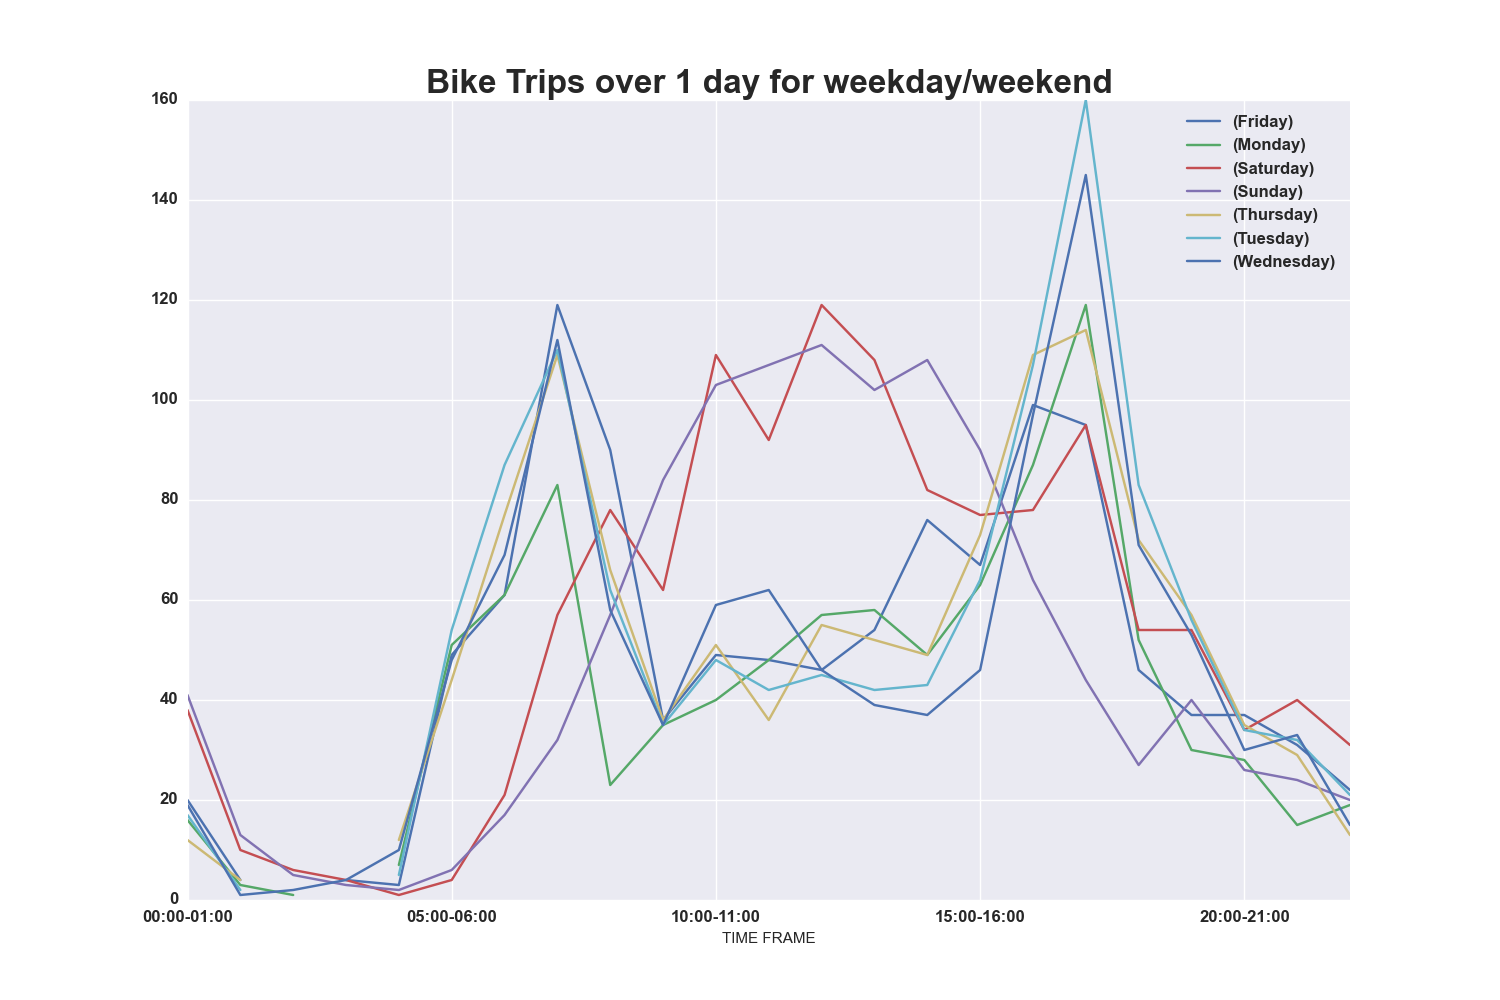 Bike Trips over 1 day for weekday/weekend
160
140
120
100
80
60
40
20
0
(Friday)
(Monday)
(Saturday)
(Sunday)
(Thursday)
(Tuesday)
(Wednesday)
00:00-01:00 05:00-06:00 10:00-11:00 15:00-16:00 20:00-21:00
TIME FRAME